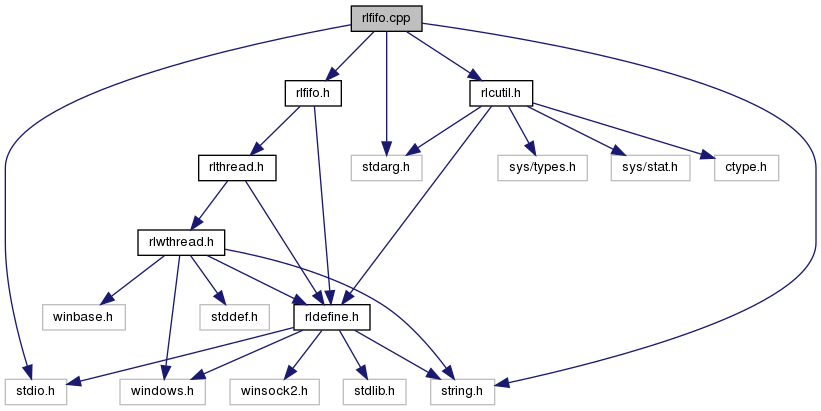 rlfifo.cpp
rlfifo.h
rlcutil.h
rlthread.h
stdarg.h
sys/types.h
sys/stat.h
ctype.h
rlwthread.h
winbase.h
stddef.h
rldefine.h
stdio.h
windows.h
winsock2.h
stdlib.h
string.h